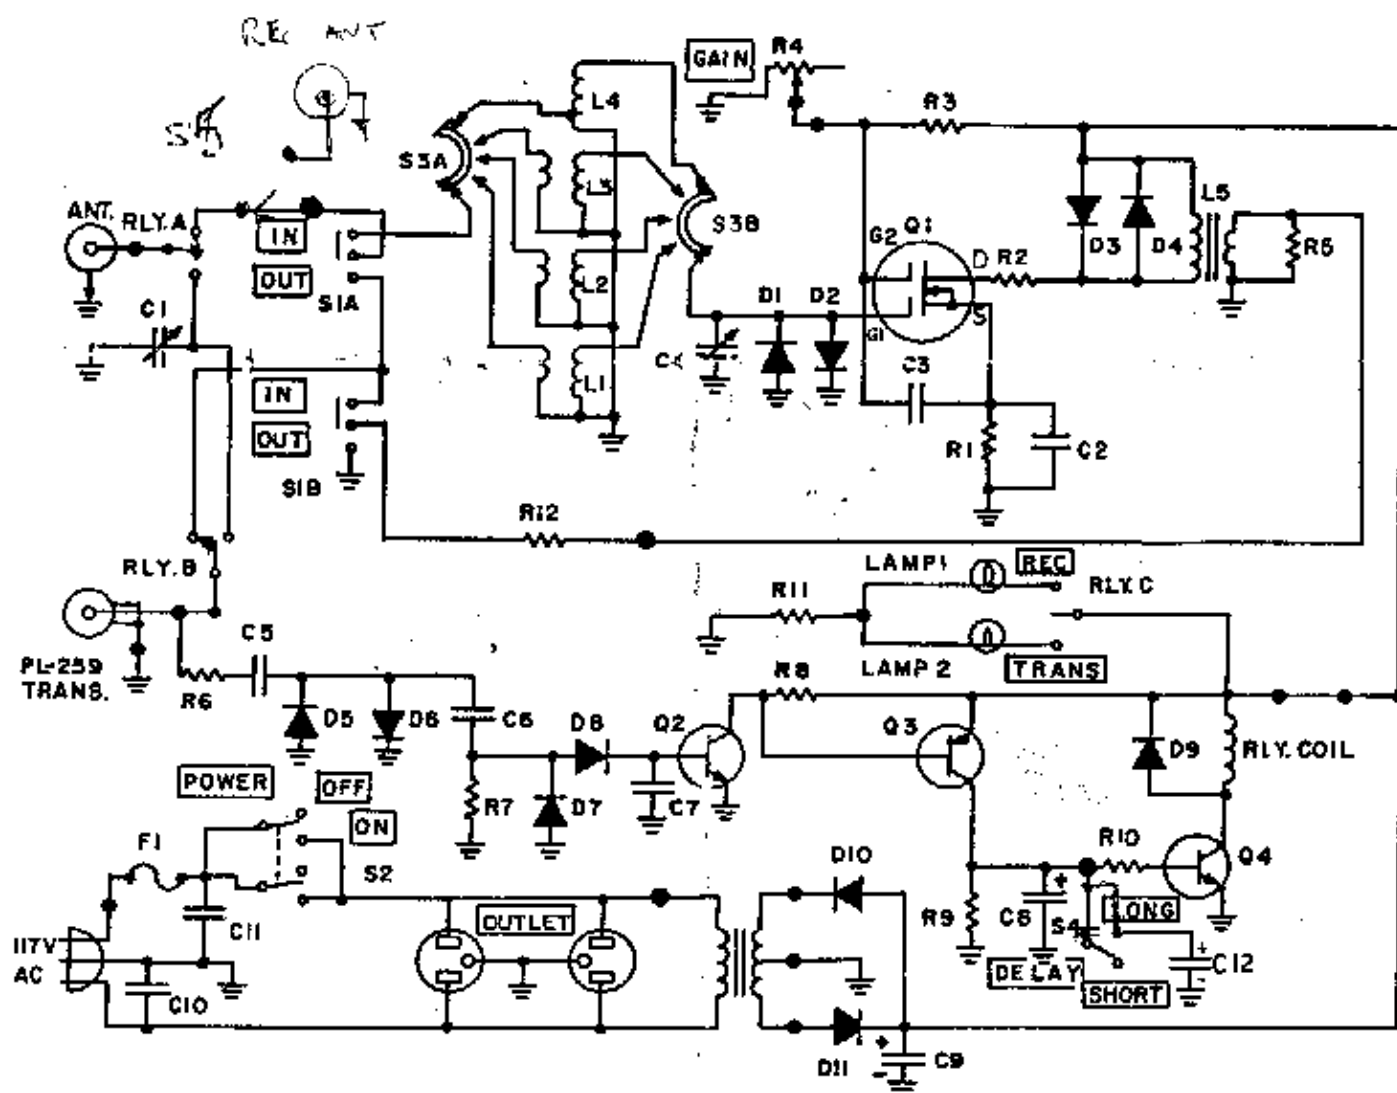 REC ANT
GAIN
R4
L4
R3
S3A
L3
ANT.
RLY.A
IN
S3B
G2
Q1
L5
D
R2
D3
D4
R5
OUT
S1A
L2
C1
D1
D2
G1
S
C3
IN
L1
OUT
R1
C2
S1B
R12
RLY.B
LAMP1
REC
RLY.C
R11
C5
LAMP 2
TRANS
PL-259
TRANS.
R6
R8
D5
D6
C6
D8
Q2
Q3
D9
RLY. COIL
POWER
OFF
R7
D7
C7
ON
F1
S2
D10
R10
Q4
C11
OUTLET
R9
C8
+
S4
LONG
117V
AC
C10
DELAY
SHORT
+
C12
D11
+
-
C9